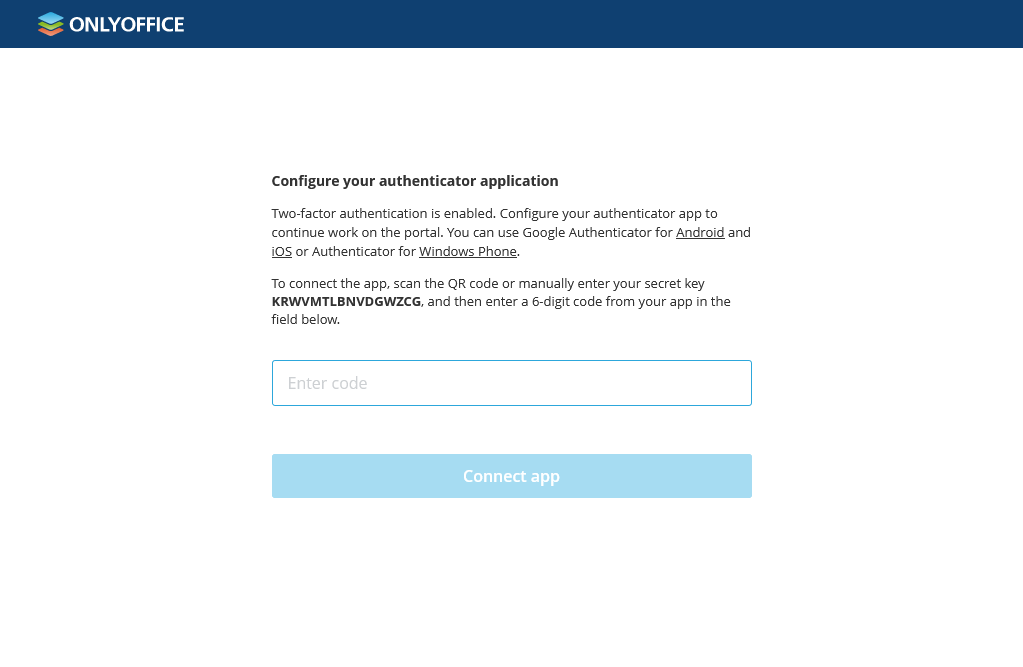 ONLYOFFICE
Configure your authenticator application
Two-factor authentication is enabled. Configure your authenticator app to
continue work on the portal. You can use Google Authenticator for Android and
iOS or Authenticator for Windows Phone.
To connect the app, scan the QR code or manually enter your secret key
KRWVMTLBNVDGWZCG, and then enter a 6-digit code from your app in the
field below.
Enter code
Connect app